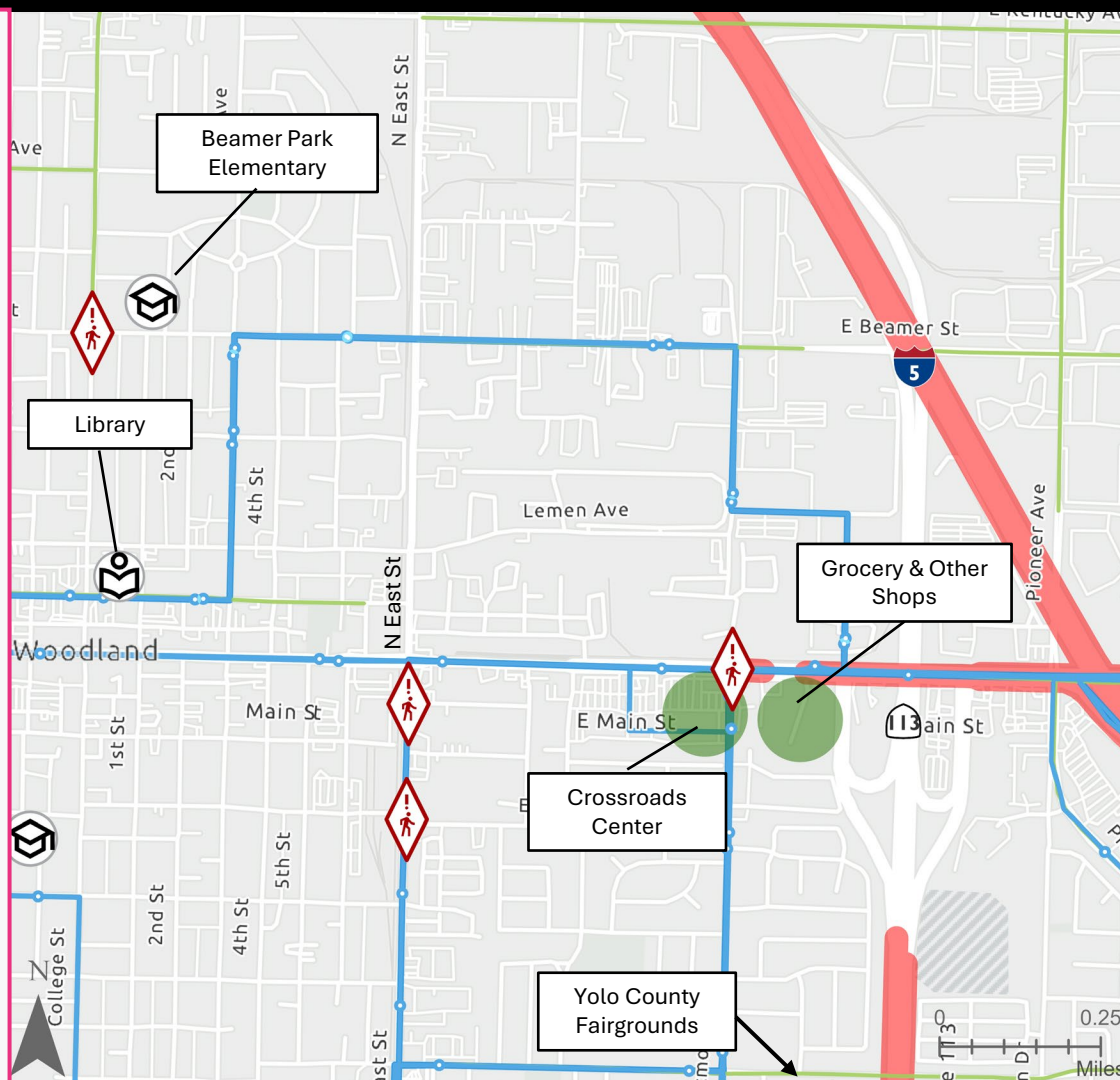 E Kentucky Av
N East St
Ave
Beamer Park
Elementary
Ave
E Beamer St
5
Library
2nd
4th St
Lemen Ave
Pioneer Ave
N East St
Grocery & Other
Shops
Woodland
1st St
Main St
E Main St
113
ain St
Crossroads
Center
E
5th St
2nd St
4th St
College St
N
Yolo County
Fairgrounds
0
0.25
Miles
ast St